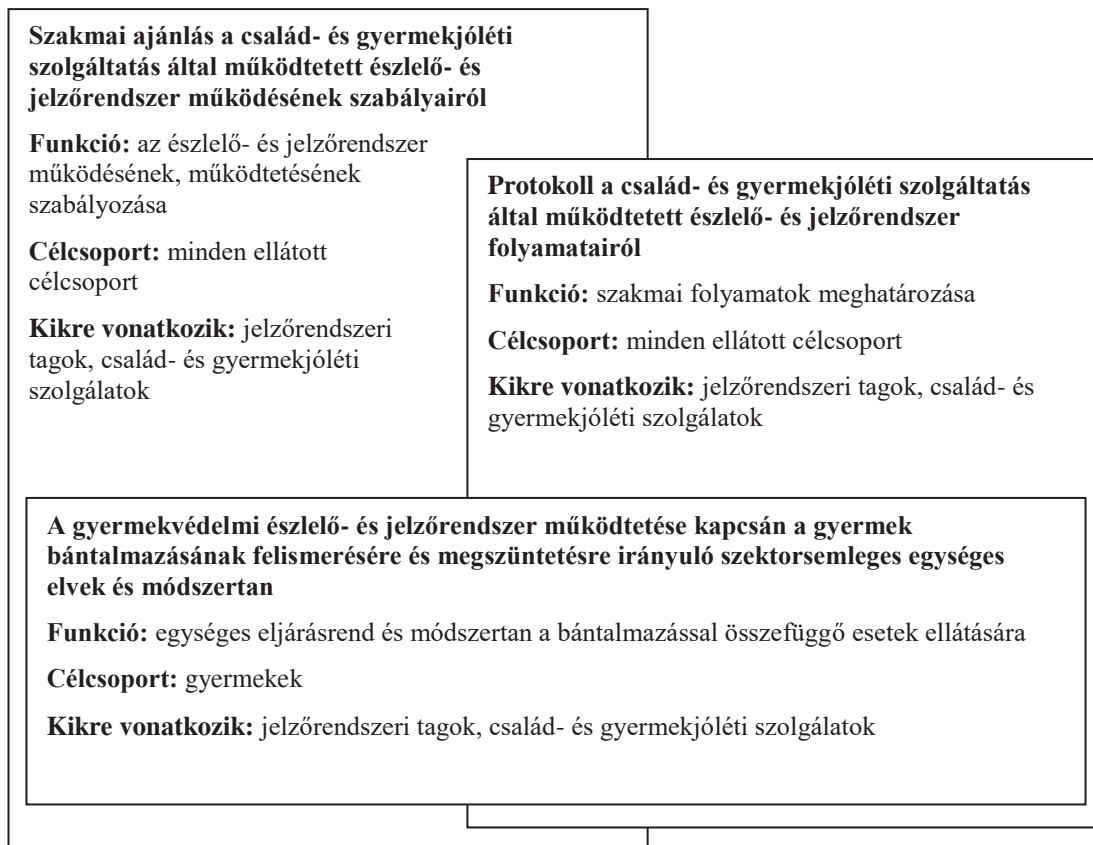 Szakmai ajánlás a család- és gyermekjóléti
szolgáltatás által működtetett észlelő- és
jelzőrendszer működésének szabályairól
Funkció: az észlelő- és jelzőrendszer
működésének, működtetésének
szabályozása
Célcsoport: minden ellátott
célcsoport
Kikre vonatkozik: jelzőrendszeri
tagok, család- és gyermekjóléti
szolgálatok
Protokoll a család- és gyermekjóléti szolgáltatás
által működtetett észlelő- és jelzőrendszer
folyamatairól
Funkció: szakmai folyamatok meghatározása
Célcsoport: minden ellátott célcsoport
Kikre vonatkozik: jelzőrendszeri tagok, család- és
gyermekjóléti szolgálatok
A gyermekvédelmi észlelő- és jelzőrendszer működtetése kapcsán a gyermek
bántalmazásának felismerésére és megszüntetésre irányuló szektorsemleges egységes
elvek és módszertan
Funkció: egységes eljárásrend és módszertan a bántalmazással összefüggő esetek ellátására
Célcsoport: gyermekek
Kikre vonatkozik: jelzőrendszeri tagok, család- és gyermekjóléti szolgálatok